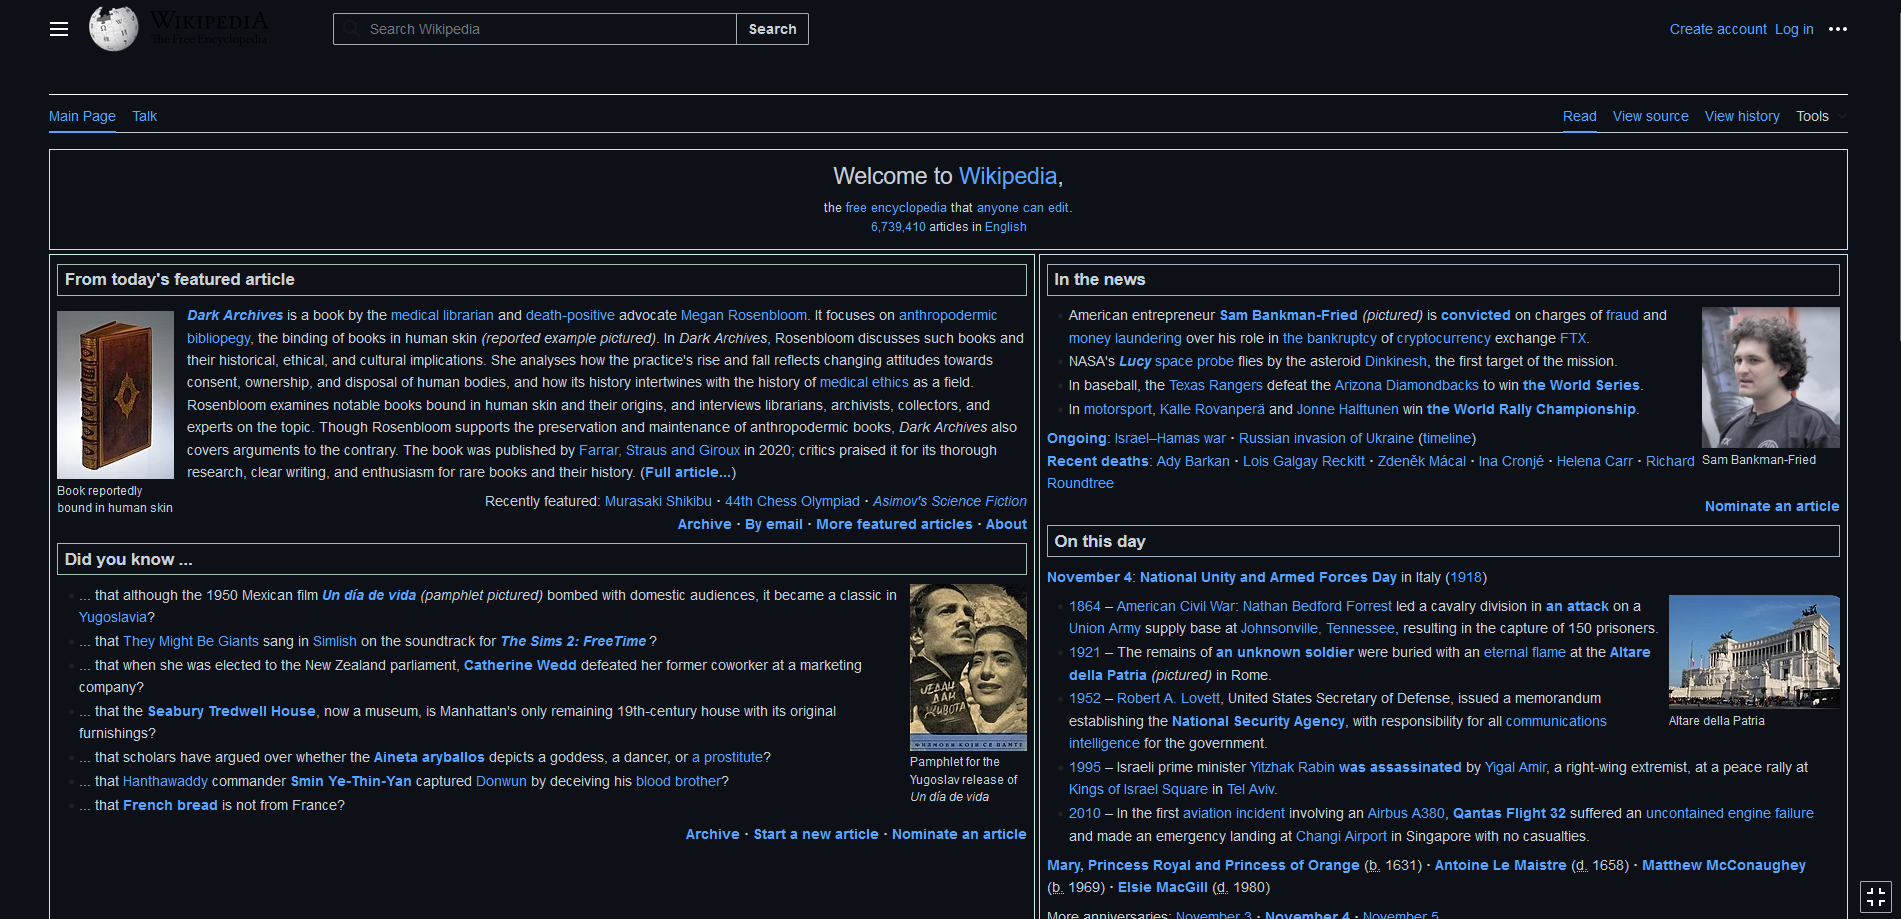 WIKIPEDIA
The Free Encyclopedia
Search Wikipedia
Search
Create account Log in
Main Page Talk
Read View source View history Tools
Welcome to Wikipedia,
the free encyclopedia that anyone can edit.
6,739,410 articles in English
From today's featured article
Dark Archives is a book by the medical librarian and death-positive advocate Megan Rosenbloom. It focuses on anthropodermic
bibliopegy, the binding of books in human skin (reported example pictured). In Dark Archives, Rosenbloom discusses such books and
their historical, ethical, and cultural implications. She analyses how the practice's rise and fall reflects changing attitudes towards
consent, ownership, and disposal of human bodies, and how its history intertwines with the history of medical ethics as a field.
Rosenbloom examines notable books bound in human skin and their origins, and interviews librarians, archivists, collectors, and
experts on the topic. Though Rosenbloom supports the preservation and maintenance of anthropodermic books, Dark Archives also
covers arguments to the contrary. The book was published by Farrar, Straus and Giroux in 2020; critics praised it for its thorough
research, clear writing, and enthusiasm for rare books and their history. (Full article...)
Book reportedly
bound in human skin
Recently featured: Murasaki Shikibu · 44th Chess Olympiad · Asimov's Science Fiction
Archive · By email · More featured articles · About
Did you know ...
... that although the 1950 Mexican film Un día de vida (pamphlet pictured) bombed with domestic audiences, it became a classic in
Yugoslavia?
... that They Might Be Giants sang in Simlish on the soundtrack for The Sims 2: FreeTime ?
... that when she was elected to the New Zealand parliament, Catherine Wedd defeated her former coworker at a marketing
company?
... that the Seabury Tredwell House, now a museum, is Manhattan's only remaining 19th-century house with its original
furnishings?
... that scholars have argued over whether the Aineta aryballos depicts a goddess, a dancer, or a prostitute?
... that Hanthawaddy commander Smin Ye-Thin-Yan captured Donwun by deceiving his blood brother?
... that French bread is not from France?
ЈЕДАН
ДАН
ЖИВОТА
ФИЛМОВИ КОЈИ СЕ ПАМТЕ
Pamphlet for the
Yugoslav release of
Un día de vida
Archive · Start a new article · Nominate an article
In the news
American entrepreneur Sam Bankman-Fried (pictured) is convicted on charges of fraud and
money laundering over his role in the bankruptcy of cryptocurrency exchange FTX.
NASA's Lucy space probe flies by the asteroid Dinkinesh, the first target of the mission.
In baseball, the Texas Rangers defeat the Arizona Diamondbacks to win the World Series.
In motorsport, Kalle Rovanperä and Jonne Halttunen win the World Rally Championship.
Ongoing: Israel–Hamas war · Russian invasion of Ukraine (timeline)
Recent deaths: Ady Barkan · Lois Galgay Reckitt · Zdeněk Mácal · Ina Cronjé · Helena Carr · Richard
Roundtree
Sam Bankman-Fried
Nominate an article
On this day
November 4: National Unity and Armed Forces Day in Italy (1918)
1864 – American Civil War: Nathan Bedford Forrest led a cavalry division in an attack on a
Union Army supply base at Johnsonville, Tennessee, resulting in the capture of 150 prisoners.
1921 – The remains of an unknown soldier were buried with an eternal flame at the Altare
della Patria (pictured) in Rome.
1952 – Robert A. Lovett, United States Secretary of Defense, issued a memorandum
establishing the National Security Agency, with responsibility for all communications
intelligence for the government.
Altare della Patria
1995 – Israeli prime minister Yitzhak Rabin was assassinated by Yigal Amir, a right-wing extremist, at a peace rally at
Kings of Israel Square in Tel Aviv.
2010 – In the first aviation incident involving an Airbus A380, Qantas Flight 32 suffered an uncontained engine failure
and made an emergency landing at Changi Airport in Singapore with no casualties.
Mary, Princess Royal and Princess of Orange (b. 1631) · Antoine Le Maistre (d. 1658) · Matthew McConaughey
(b. 1969) · Elsie MacGill (d. 1980)
More anniversaries: November 3 · November 4 · November 5